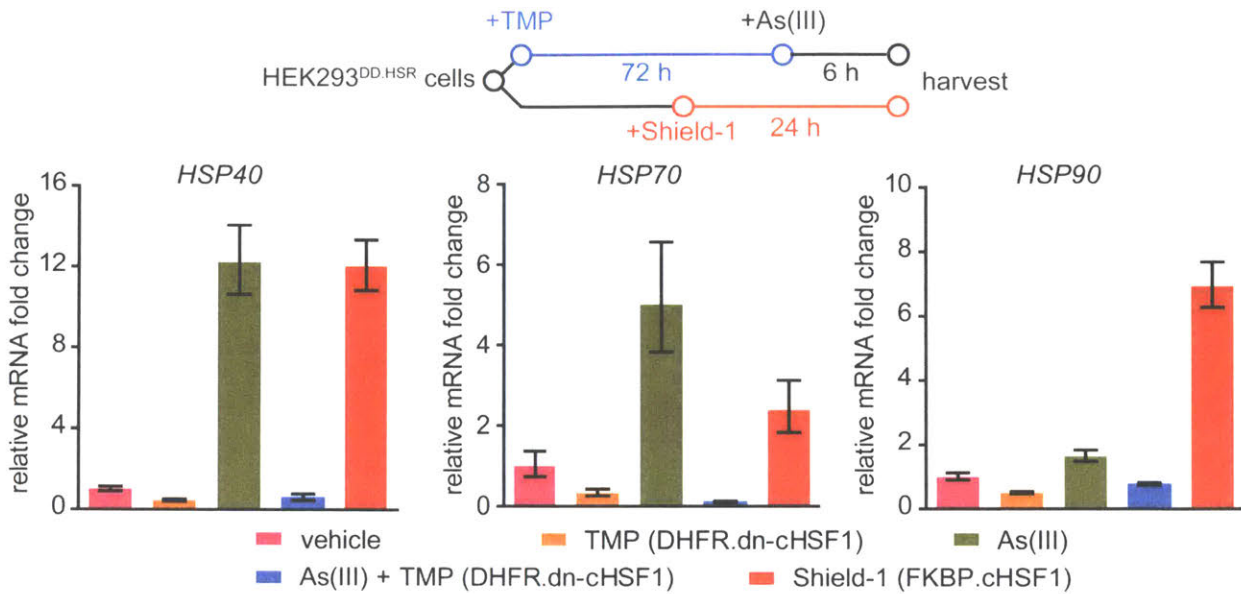 +TMP +As(III)
HEK293DD.HSR cells 72 h 6 h harvest
+Shield-1 24 h
HSP40 HSP70 HSP90
relative mRNA fold change
16
12
8
4
0
relative mRNA fold change
8
6
4
2
0
relative mRNA fold change
10
8
6
4
2
0
vehicle TMP (DHFR.dn-cHSF1) As(III)
As(III) + TMP (DHFR.dn-cHSF1) Shield-1 (FKBP.cHSF1)